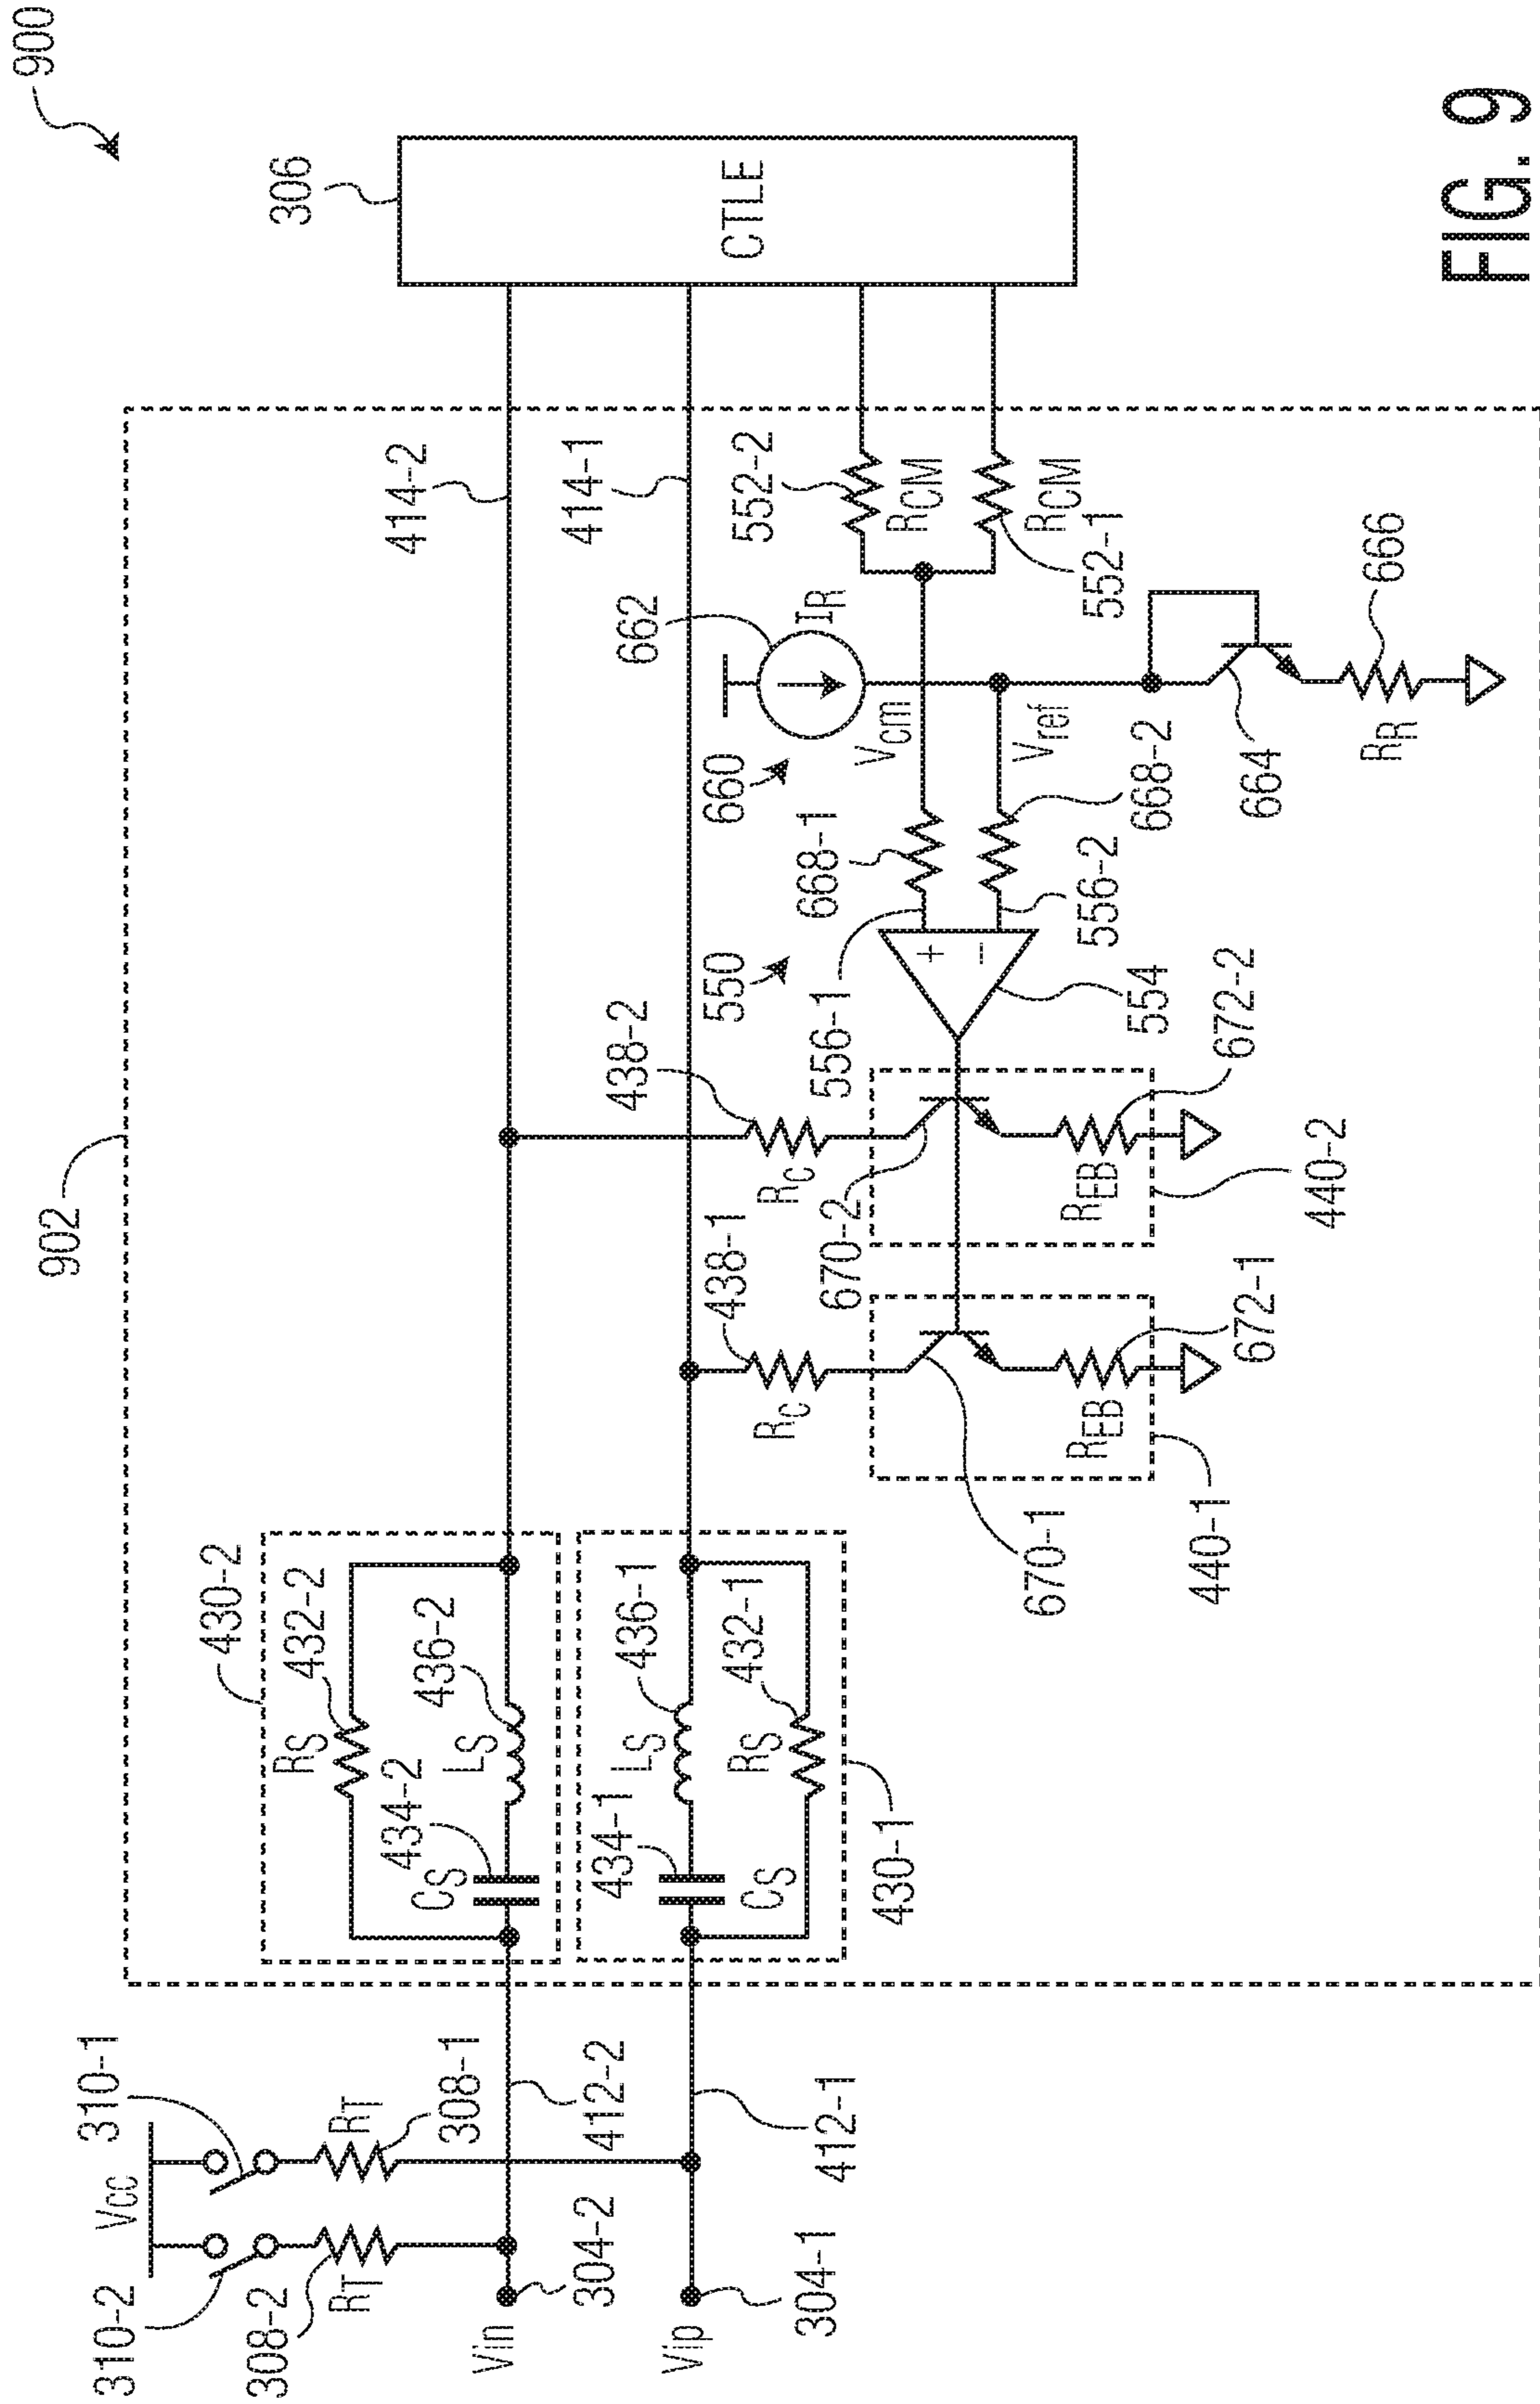 900
902
306
CTLE
414-2
414-1
552-2
RCM
RCM
552-1
662
IR
660
Vcm
Vref
668-1
668-2
664
RR
666
550
556-1
556-2
554
438-2
RC
670-2
672-2
REB
440-2
438-1
RC
670-1
672-1
REB
440-1
430-2
432-2
RS
436-2
LS
434-2
CS
436-1
LS
432-1
RS
434-1
CS
430-1
310-1
VCC
310-2
RT
308-1
308-2
RT
412-2
412-1
304-2
304-1
Vin
Vip
FIG. 9
+
−